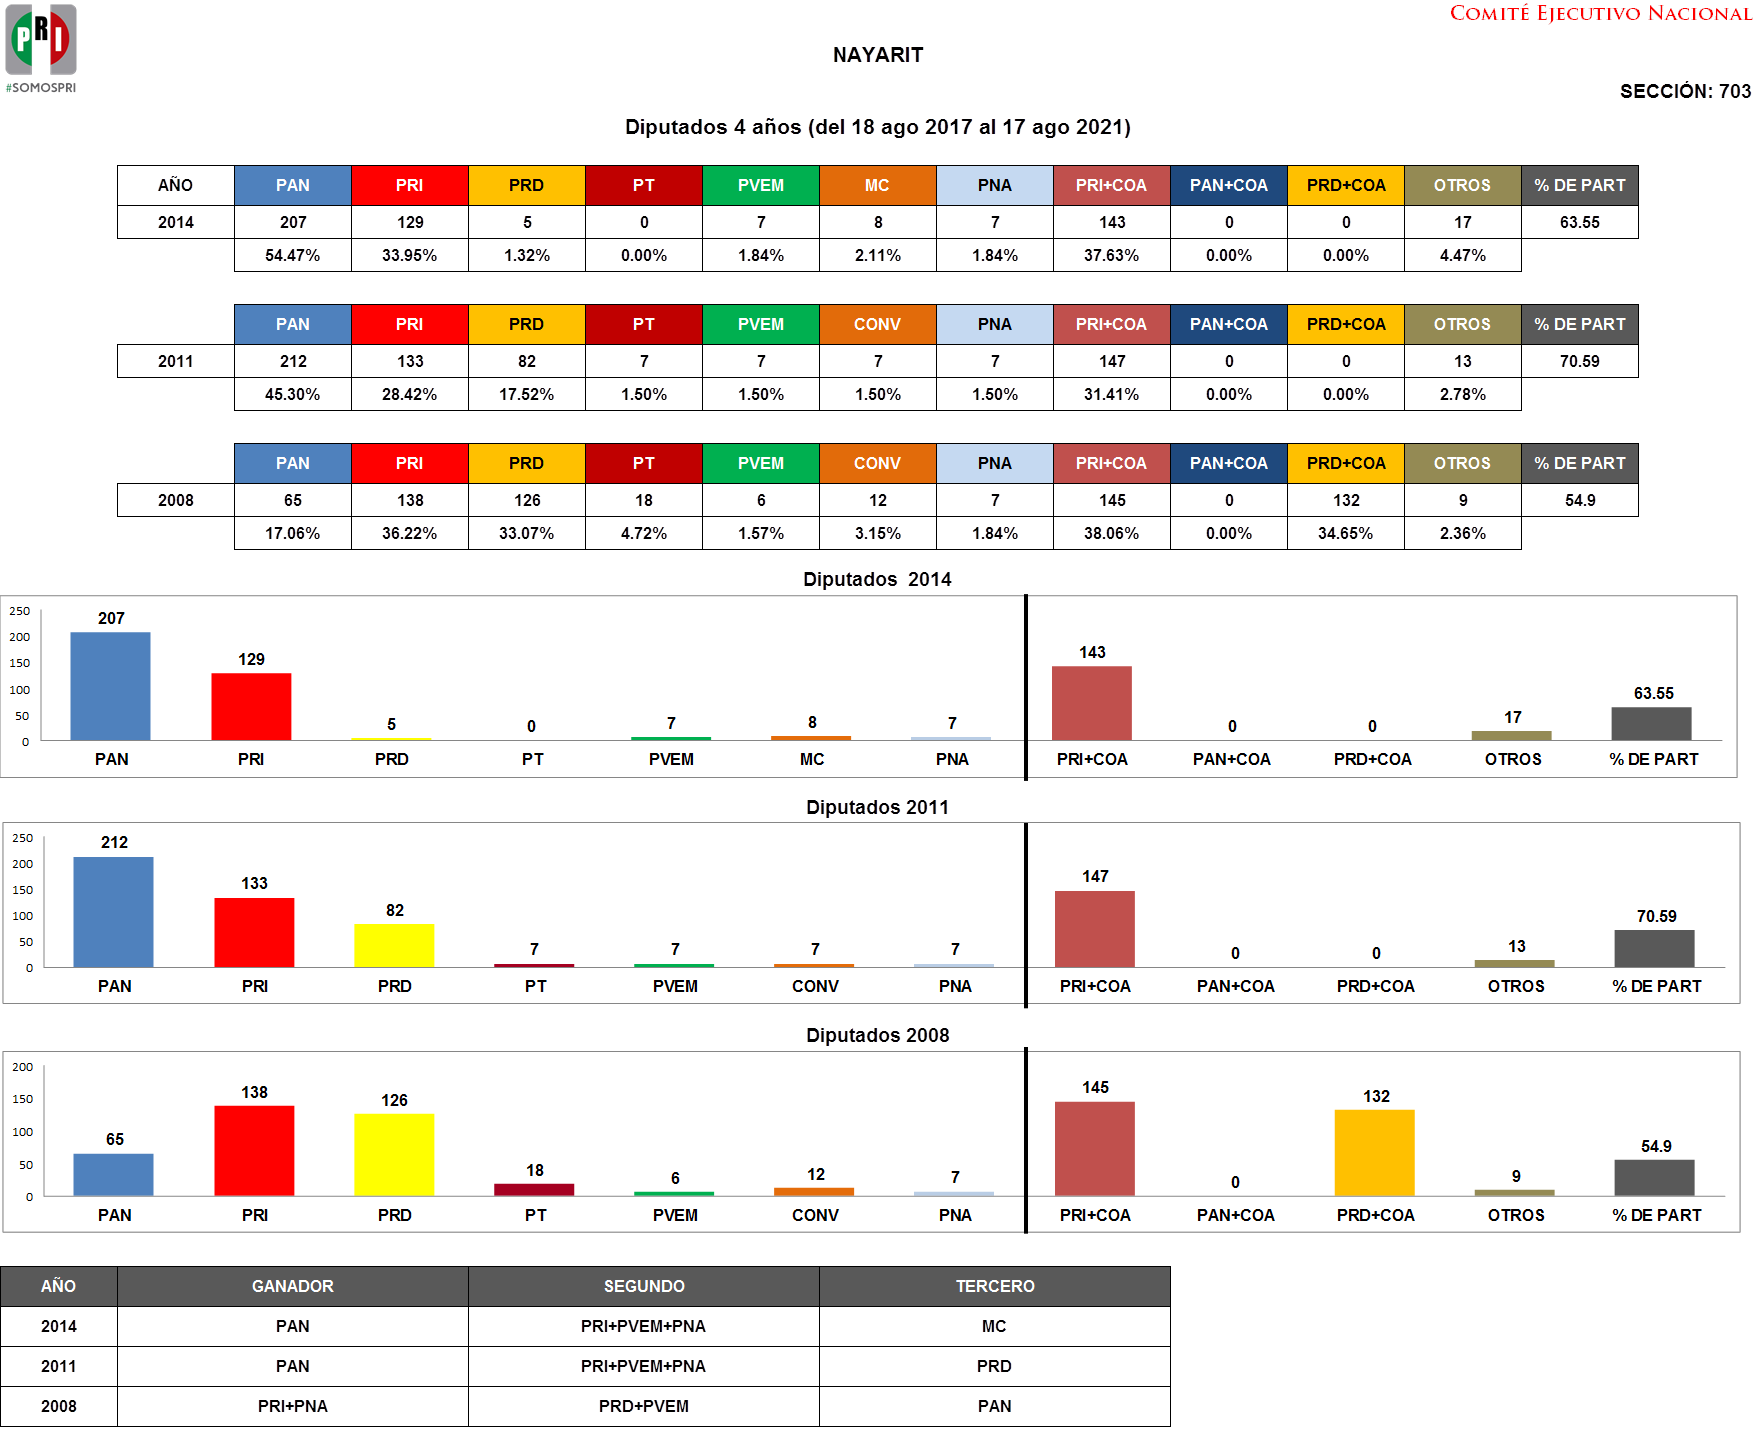 PRI
#SOMOSPRI
COMITÉ EJECUTIVO NACIONAL
NAYARIT
SECCIÓN: 703
Diputados 4 años (del 18 ago 2017 al 17 ago 2021)
AÑO PAN PRI PRD PT PVEM MC PNA PRI+COA PAN+COA PRD+COA OTROS % DE PART
2014 207 129 5 0 7 8 7 143 0 0 17 63.55
54.47% 33.95% 1.32% 0.00% 1.84% 2.11% 1.84% 37.63% 0.00% 0.00% 4.47%
PAN PRI PRD PT PVEM CONV PNA PRI+COA PAN+COA PRD+COA OTROS % DE PART
2011 212 133 82 7 7 7 7 147 0 0 13 70.59
45.30% 28.42% 17.52% 1.50% 1.50% 1.50% 1.50% 31.41% 0.00% 0.00% 2.78%
PAN PRI PRD PT PVEM CONV PNA PRI+COA PAN+COA PRD+COA OTROS % DE PART
2008 65 138 126 18 6 12 7 145 0 132 9 54.9
17.06% 36.22% 33.07% 4.72% 1.57% 3.15% 1.84% 38.06% 0.00% 34.65% 2.36%
Diputados 2014
250
200
150
100
50
0
207 129 5 0 7 8 7 143 0 0 17 63.55
PAN PRI PRD PT PVEM MC PNA PRI+COA PAN+COA PRD+COA OTROS % DE PART
Diputados 2011
250
200
150
100
50
0
212 133 82 7 7 7 7 147 0 0 13 70.59
PAN PRI PRD PT PVEM CONV PNA PRI+COA PAN+COA PRD+COA OTROS % DE PART
Diputados 2008
200
150
100
50
0
65 138 126 18 6 12 7 145 0 132 9 54.9
PAN PRI PRD PT PVEM CONV PNA PRI+COA PAN+COA PRD+COA OTROS % DE PART
AÑO GANADOR SEGUNDO TERCERO
2014 PAN PRI+PVEM+PNA MC
2011 PAN PRI+PVEM+PNA PRD
2008 PRI+PNA PRD+PVEM PAN